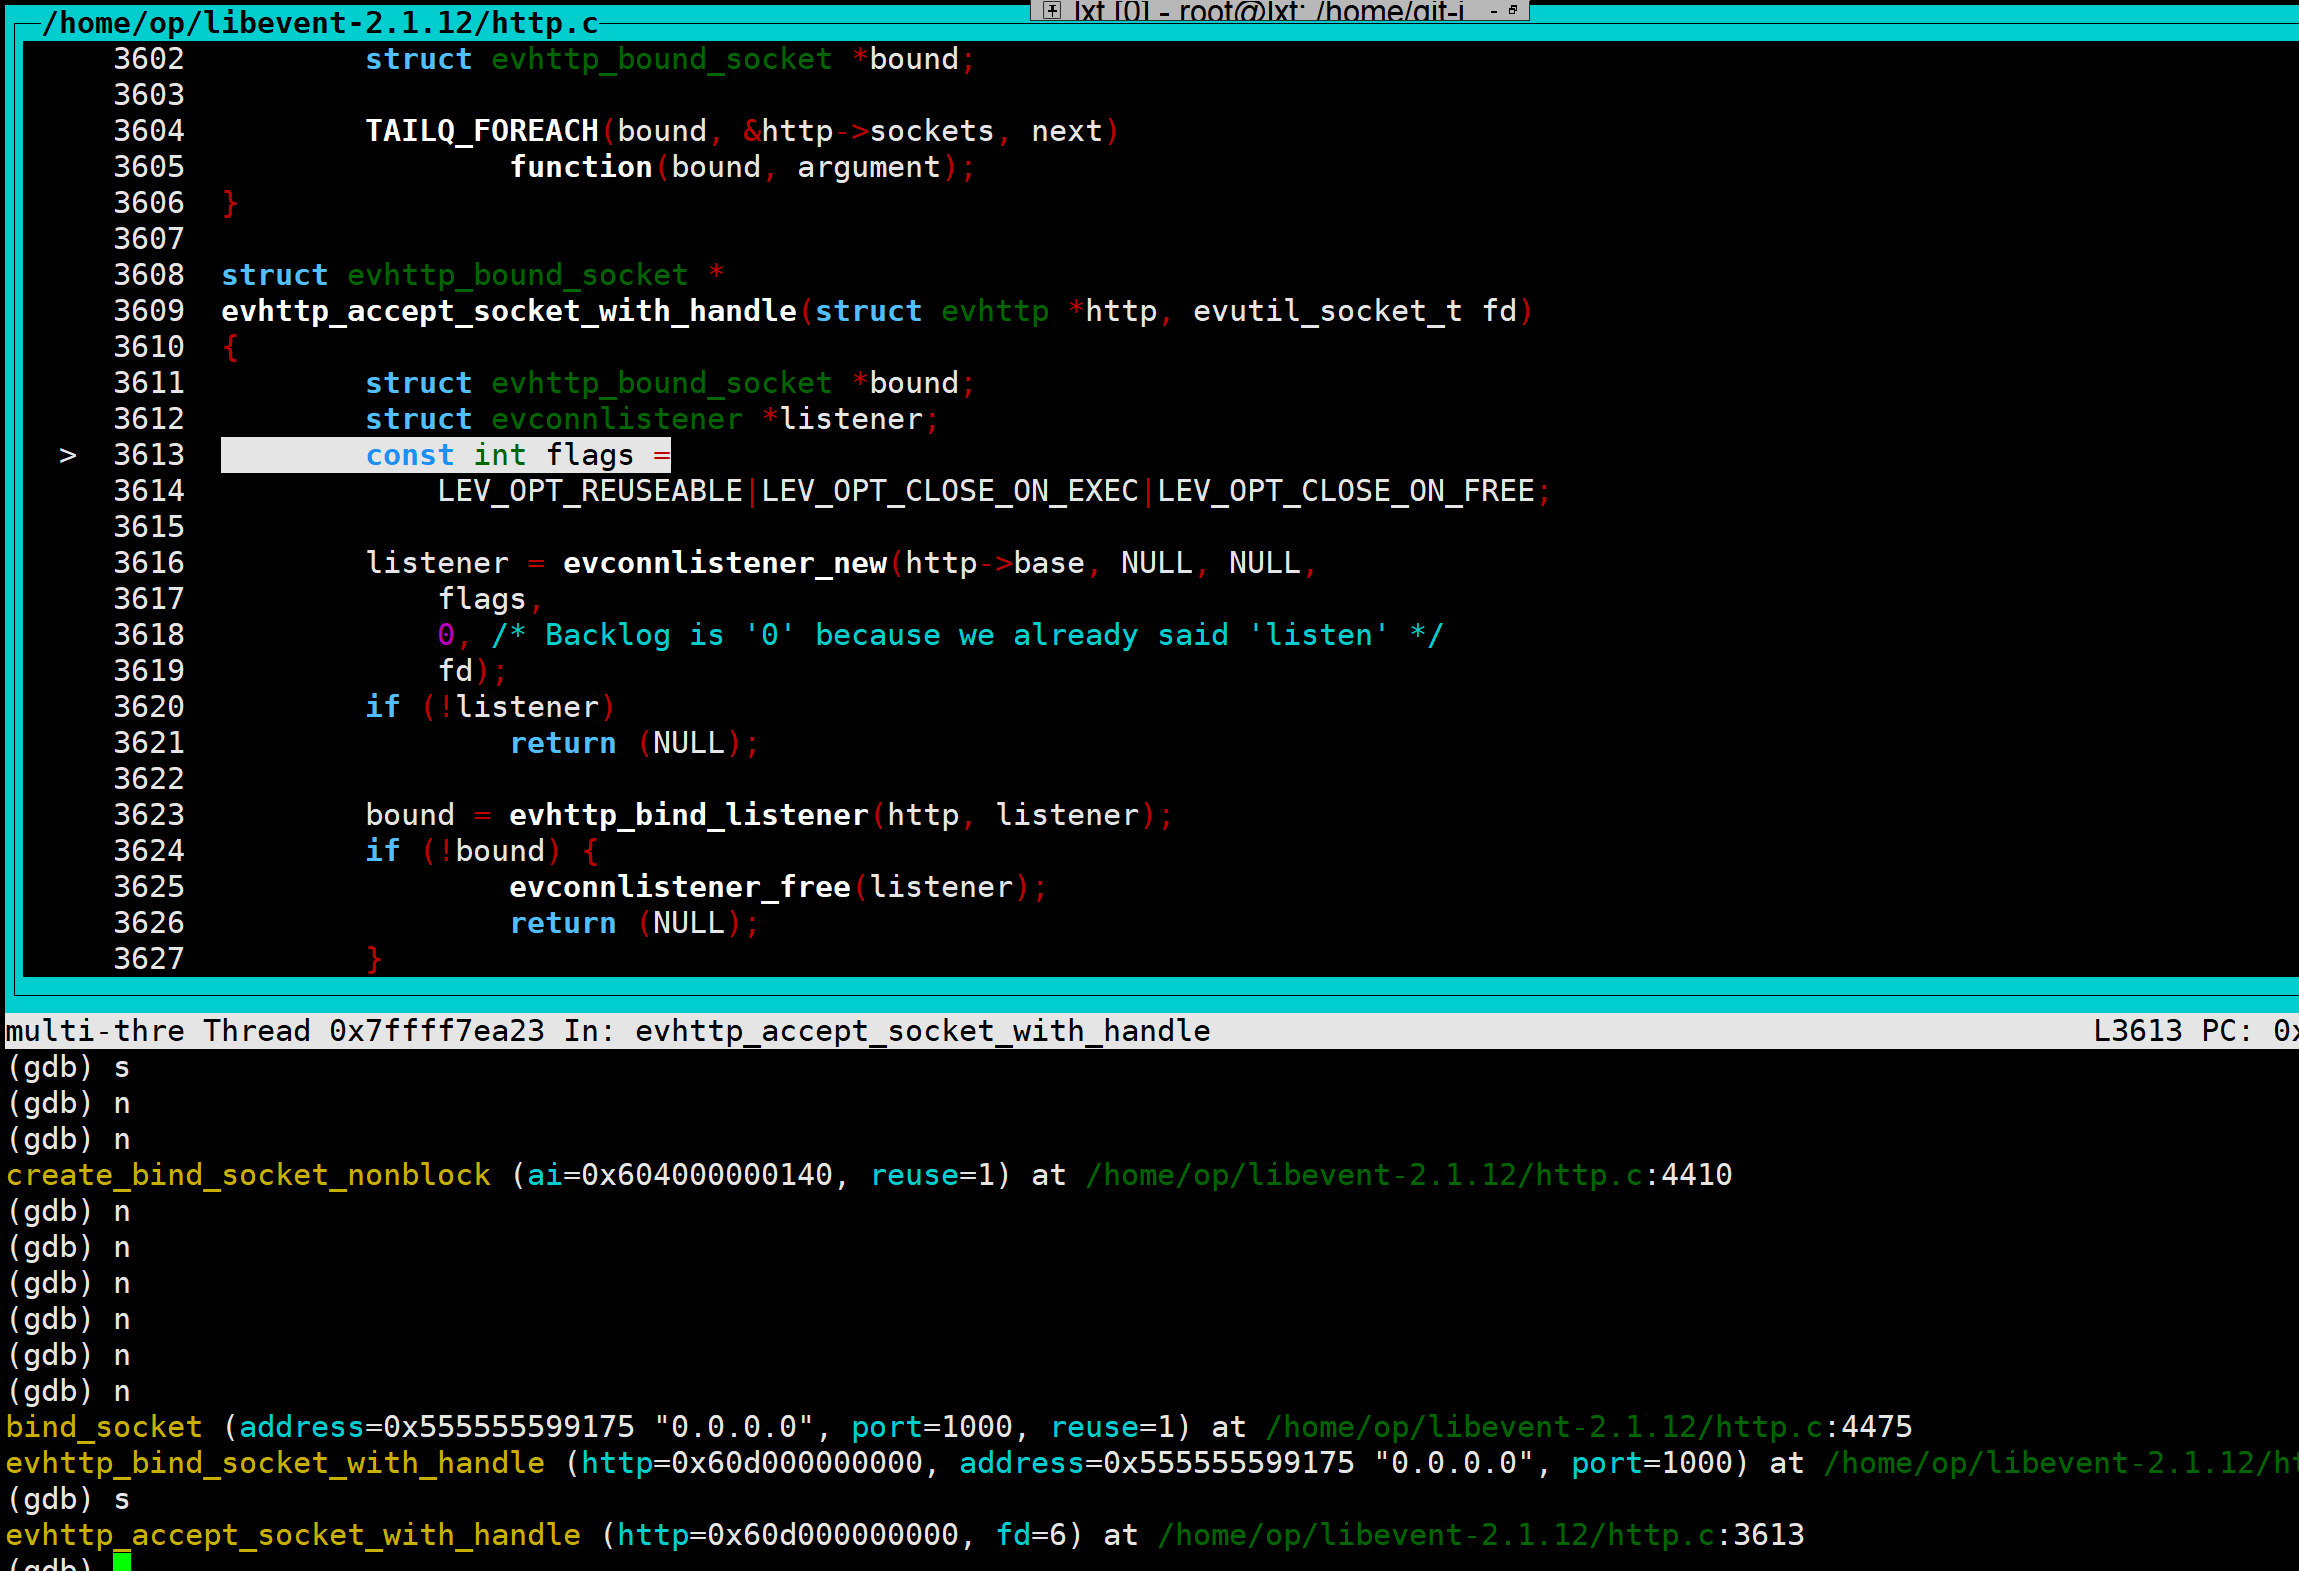 lxt [0] - root@lxt: /home/git-i
/home/op/libevent-2.1.12/http.c
3602 struct evhttp_bound_socket *bound;
3603
3604 TAILQ_FOREACH(bound, &http->sockets, next)
3605 function(bound, argument);
3606 }
3607
3608 struct evhttp_bound_socket *
3609 evhttp_accept_socket_with_handle(struct evhttp *http, evutil_socket_t fd)
3610 {
3611 struct evhttp_bound_socket *bound;
3612 struct evconnlistener *listener;
> 3613 const int flags =
3614 LEV_OPT_REUSEABLE|LEV_OPT_CLOSE_ON_EXEC|LEV_OPT_CLOSE_ON_FREE;
3615
3616 listener = evconnlistener_new(http->base, NULL, NULL,
3617 flags,
3618 0, /* Backlog is '0' because we already said 'listen' */
3619 fd);
3620 if (!listener)
3621 return (NULL);
3622
3623 bound = evhttp_bind_listener(http, listener);
3624 if (!bound) {
3625 evconnlistener_free(listener);
3626 return (NULL);
3627 }
multi-thre Thread 0x7ffff7ea23 In: evhttp_accept_socket_with_handle L3613 PC: 0x
(gdb) s
(gdb) n
(gdb) n
create_bind_socket_nonblock (ai=0x604000000140, reuse=1) at /home/op/libevent-2.1.12/http.c:4410
(gdb) n
(gdb) n
(gdb) n
(gdb) n
(gdb) n
(gdb) n
bind_socket (address=0x555555599175 "0.0.0.0", port=1000, reuse=1) at /home/op/libevent-2.1.12/http.c:4475
evhttp_bind_socket_with_handle (http=0x60d000000000, address=0x555555599175 "0.0.0.0", port=1000) at /home/op/libevent-2.1.12/ht
(gdb) s
evhttp_accept_socket_with_handle (http=0x60d000000000, fd=6) at /home/op/libevent-2.1.12/http.c:3613
(gdb)